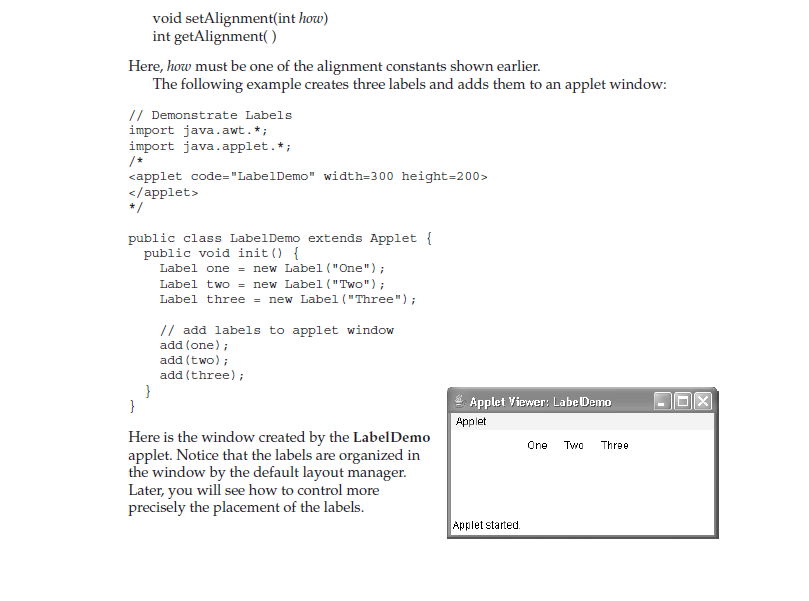 void setAlignment(int how)
int getAlignment( )
Here, how must be one of the alignment constants shown earlier.
The following example creates three labels and adds them to an applet window:
// Demonstrate Labels
import java.awt.*;
import java.applet.*;
/*
<applet code="LabelDemo" width=300 height=200>
</applet>
*/
public class LabelDemo extends Applet {
public void init() {
Label one = new Label("One");
Label two = new Label("Two");
Label three = new Label("Three");
// add labels to applet window
add(one);
add(two);
add(three);
}
}
Here is the window created by the LabelDemo
applet. Notice that the labels are organized in
the window by the default layout manager.
Later, you will see how to control more
precisely the placement of the labels.
Applet Viewer: LabelDemo
Applet
One Two Three
Applet started.